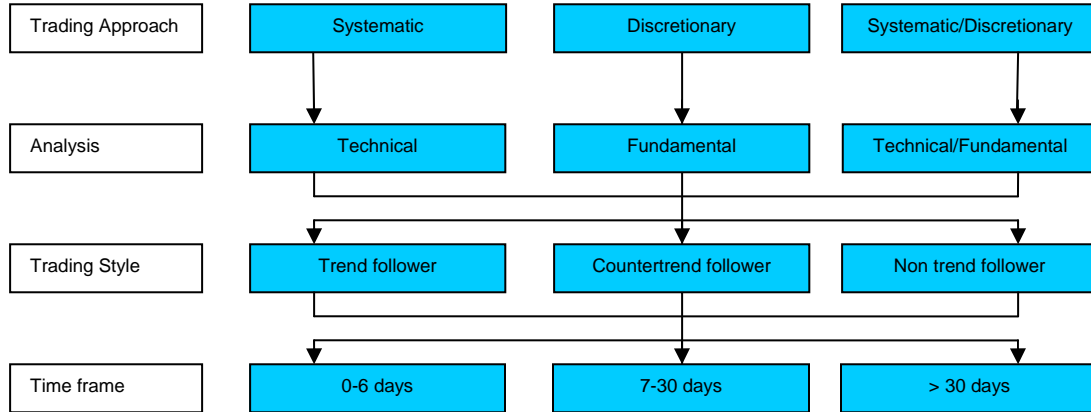 Trading Approach
Systematic
Discretionary
Systematic/Discretionary
Analysis
Technical
Fundamental
Technical/Fundamental
Trading Style
Trend follower
Countertrend follower
Non trend follower
Time frame
0-6 days
7-30 days
> 30 days